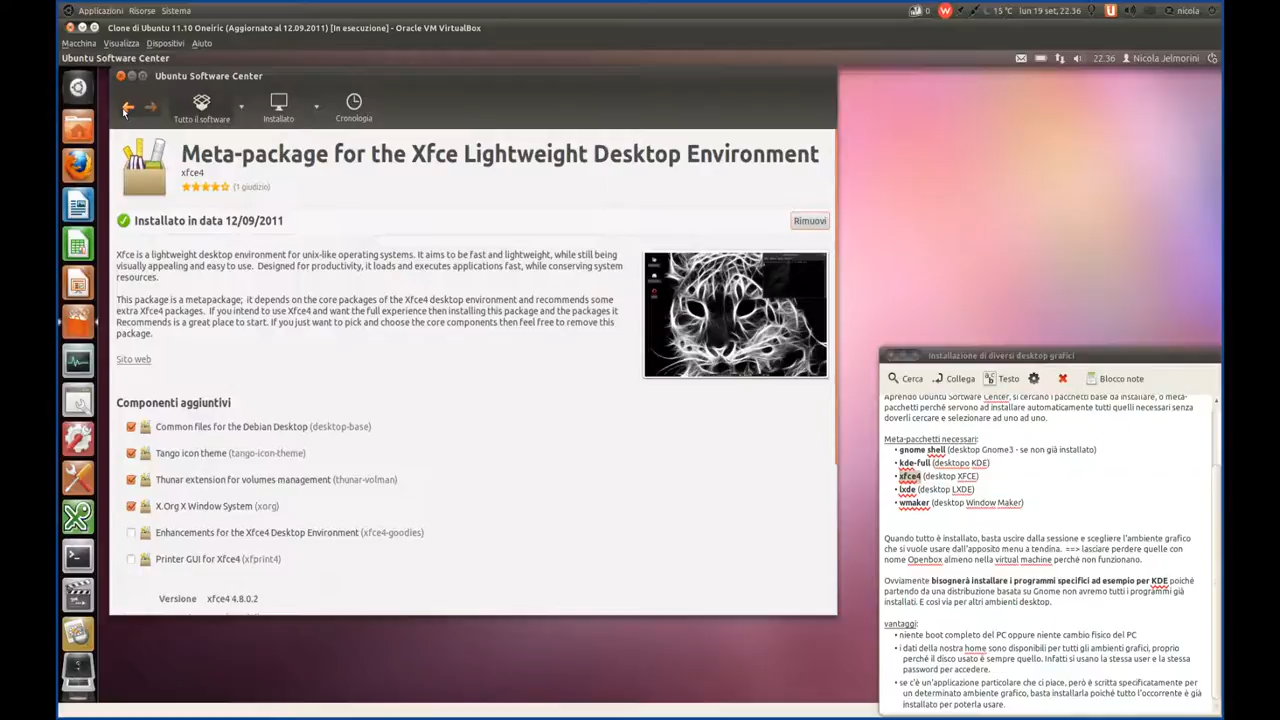 Applicazioni Risorse Sistema
0 15 °C lun 19 set, 22.36 nicola
Clone di Ubuntu 11.10 Oneiric (Aggiornato al 12.09.2011) [In esecuzione] - Oracle VM VirtualBox
Macchina Visualizza Dispositivi Aiuto
Ubuntu Software Center 22.36 Nicola Jelmorini
Ubuntu Software Center
Tutto il software Installato Cronologia
Meta-package for the Xfce Lightweight Desktop Environment
xfce4
(1 giudizio)
Installato in data 12/09/2011 Rimuovi
Xfce is a lightweight desktop environment for unix-like operating systems. It aims to be fast and lightweight, while still being
visually appealing and easy to use. Designed for productivity, it loads and executes applications fast, while conserving system
resources.
This package is a metapackage; it depends on the core packages of the Xfce4 desktop environment and recommends some
extra Xfce4 packages. If you intend to use Xfce4 and want the full experience then installing this package and the packages it
Recommends is a great place to start. If you just want to pick and choose the core components then feel free to remove this
package.
Sito web
Componenti aggiuntivi
Common files for the Debian Desktop (desktop-base)
Tango icon theme (tango-icon-theme)
Thunar extension for volumes management (thunar-volman)
X.Org X Window System (xorg)
Enhancements for the Xfce4 Desktop Environment (xfce4-goodies)
Printer GUI for Xfce4 (xfprint4)
Versione xfce4 4.8.0.2
Installazione di diversi desktop grafici
Cerca Collega Testo Blocco note
Aprendo Ubuntu Software Center, si cercano i pacchetti base da installare, o meta-
pacchetti perché servono ad installare automaticamente tutti quelli necessari senza
doverli cercare e selezionare ad uno ad uno.
Meta-pacchetti necessari:
• gnome shell (desktop Gnome3 - se non già installato)
• kde-full (desktopo KDE)
• xfce4 (desktop XFCE)
• lxde (desktop LXDE)
• wmaker (desktop Window Maker)
Quando tutto è installato, basta uscire dalla sessione e scegliere l'ambiente grafico
che si vuole usare dall'apposito menu a tendina. ==> lasciare perdere quelle con
nome Openbox almeno nella virtual machine perché non funzionano.
Ovviamente bisognerà installare i programmi specifici ad esempio per KDE poiché
partendo da una distribuzione basata su Gnome non avremo tutti i programmi già
installati. E così via per altri ambienti desktop.
vantaggi:
• niente boot completo del PC oppure niente cambio fisico del PC
• i dati della nostra home sono disponibili per tutti gli ambienti grafici, proprio
perché il disco usato è sempre quello. Infatti si usano la stessa user e la stessa
password per accedere.
• se c'è un'applicazione particolare che ci piace, però è scritta specificatamente per
un determinato ambiente grafico, basta installarla poiché tutto l'occorrente è già
installato per poterla usare.